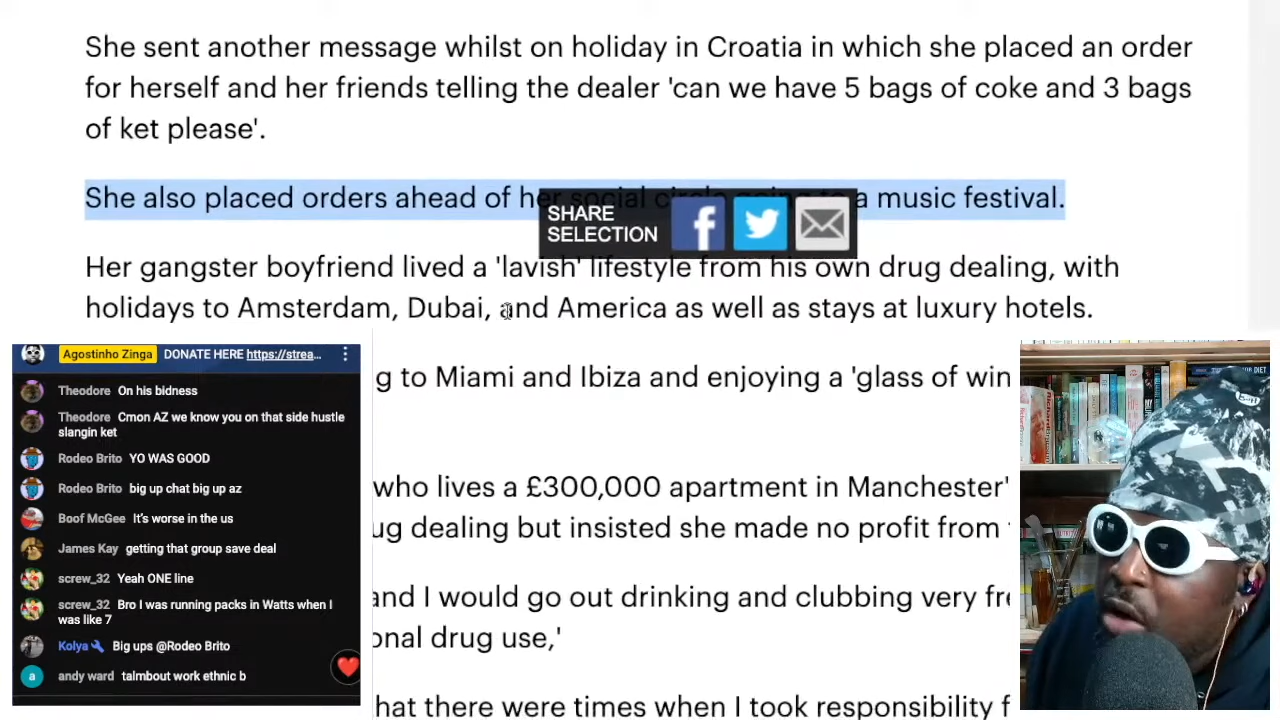 She sent another message whilst on holiday in Croatia in which she placed an order
for herself and her friends telling the dealer 'can we have 5 bags of coke and 3 bags
of ket please'.
She also placed orders ahead of her social circle going to a music festival.
SHARE
SELECTION
Her gangster boyfriend lived a 'lavish' lifestyle from his own drug dealing, with
holidays to Amsterdam, Dubai, and America as well as stays at luxury hotels.
g to Miami and Ibiza and enjoying a 'glass of win
who lives a £300,000 apartment in Manchester'
ug dealing but insisted she made no profit from
and I would go out drinking and clubbing very fre
onal drug use,'
hat there were times when I took responsibility f
Agostinho Zinga DONATE HERE https://strea...
Theodore On his bidness
Theodore Cmon AZ we know you on that side hustle
slangin ket
Rodeo Brito YO WAS GOOD
Rodeo Brito big up chat big up az
Boof McGee It's worse in the us
James Kay getting that group save deal
screw_32 Yeah ONE line
screw_32 Bro I was running packs in Watts when I
was like 7
Kolya Big ups @Rodeo Brito
a andy ward talmbout work ethnic b